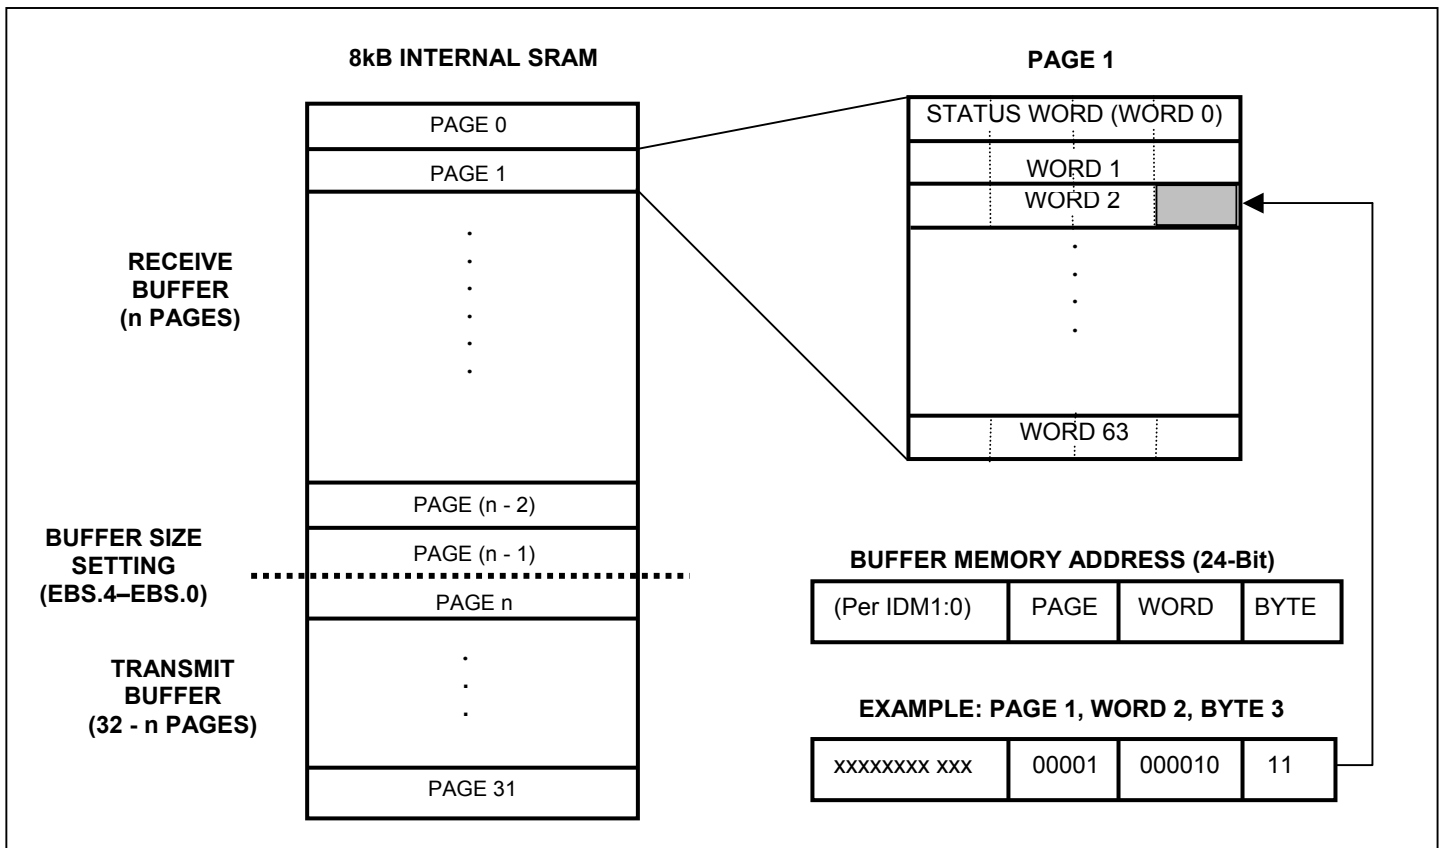 8kB INTERNAL SRAM
PAGE 0
PAGE 1
RECEIVE
BUFFER
(n PAGES)
PAGE (n - 2)
PAGE (n - 1)
BUFFER SIZE
SETTING
(EBS.4–EBS.0)
PAGE n
TRANSMIT
BUFFER
(32 - n PAGES)
PAGE 31
PAGE 1
STATUS WORD (WORD 0)
WORD 1
WORD 2
WORD 63
BUFFER MEMORY ADDRESS (24-Bit)
(Per IDM1:0) PAGE WORD BYTE
EXAMPLE: PAGE 1, WORD 2, BYTE 3
xxxxxxxx xxx 00001 000010 11